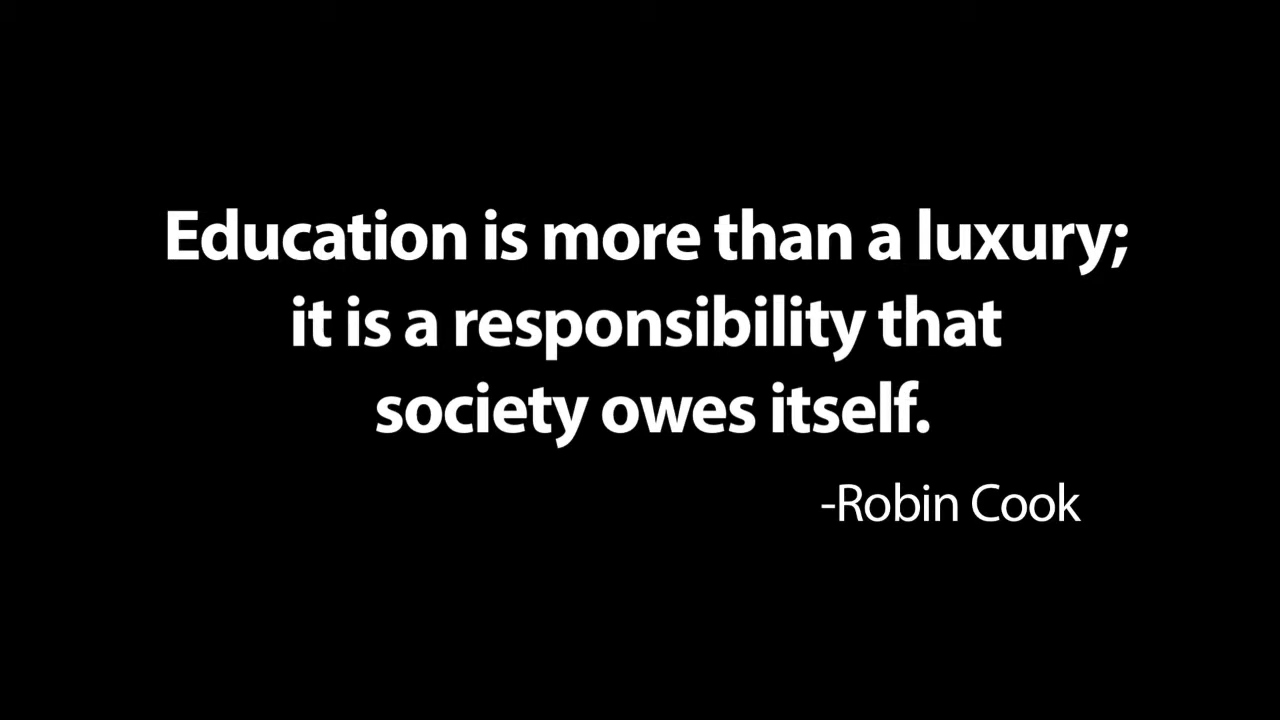 Education is more than a luxury;
it is a responsibility that
society owes itself.
-Robin Cook